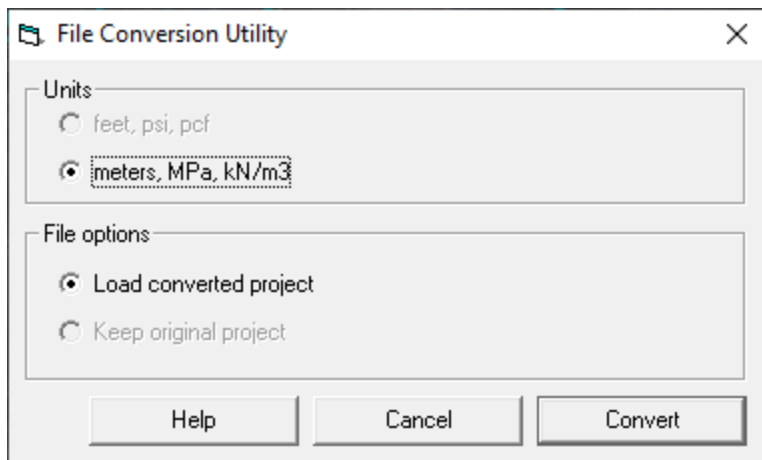 File Conversion Utility
Units
feet, psi, pcf
meters, MPa, kN/m3
File options
Load converted project
Keep original project
Help Cancel Convert